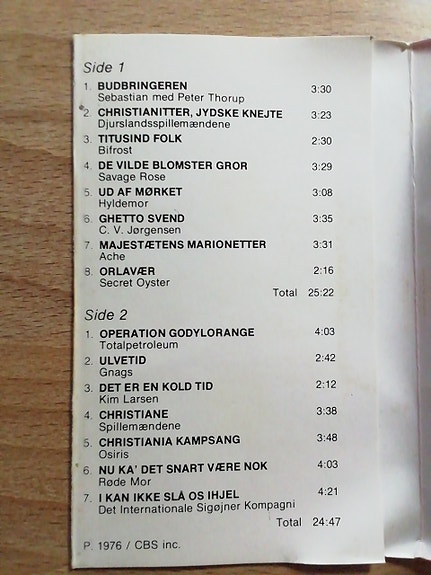 Side 1
1. BUDBRINGEREN 3:30
Sebastian med Peter Thorup
2. CHRISTIANITTER, JYDSKE KNEJTE 3:23
Djurslandsspillemændene
3. TITUSIND FOLK 2:30
Bifrost
4. DE VILDE BLOMSTER GROR 3:29
Savage Rose
5. UD AF MØRKET 3:08
Hyldemor
6. GHETTO SVEND 3:35
C. V. Jørgensen
7. MAJESTÆTENS MARIONETTER 3:31
Ache
8. ORLAVÆR 2:16
Secret Oyster
Total 25:22
Side 2
1. OPERATION GODYLORANGE 4:03
Totalpetroleum
2. ULVETID 2:42
Gnags
3. DET ER EN KOLD TID 2:12
Kim Larsen
4. CHRISTIANE 3:38
Spillemændene
5. CHRISTIANIA KAMPSANG 3:48
Osiris
6. NU KA' DET SNART VÆRE NOK 4:03
Røde Mor
7. I KAN IKKE SLÅ OS IHJEL 4:21
Det Internationale Sigøjner Kompagni
Total 24:47
P. 1976 / CBS inc.